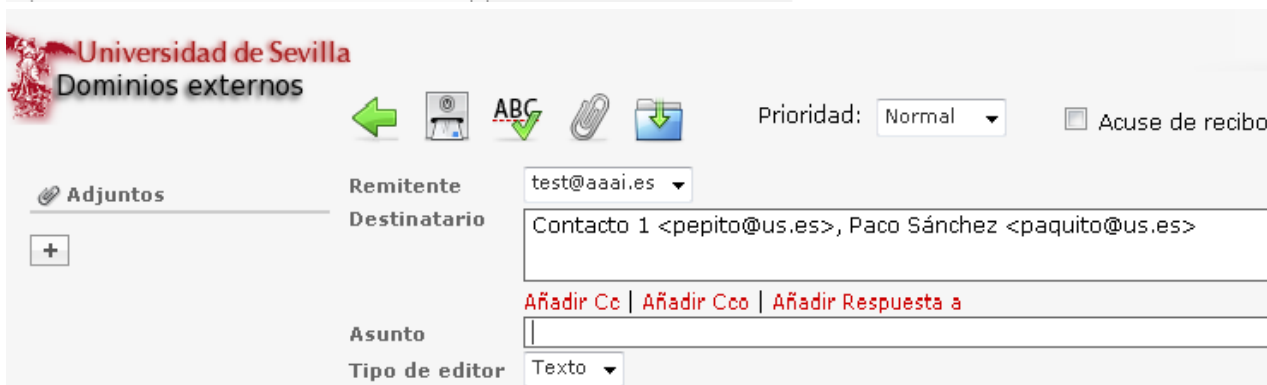 Universidad de Sevilla
Dominios externos
ABC
Prioridad: Normal
Acuse de recibo
Adjuntos
+
Remitente test@aaai.es
Destinatario Contacto 1 <pepito@us.es>, Paco Sánchez <paquito@us.es>
Añadir Cc | Añadir Cco | Añadir Respuesta a
Asunto
Tipo de editor Texto